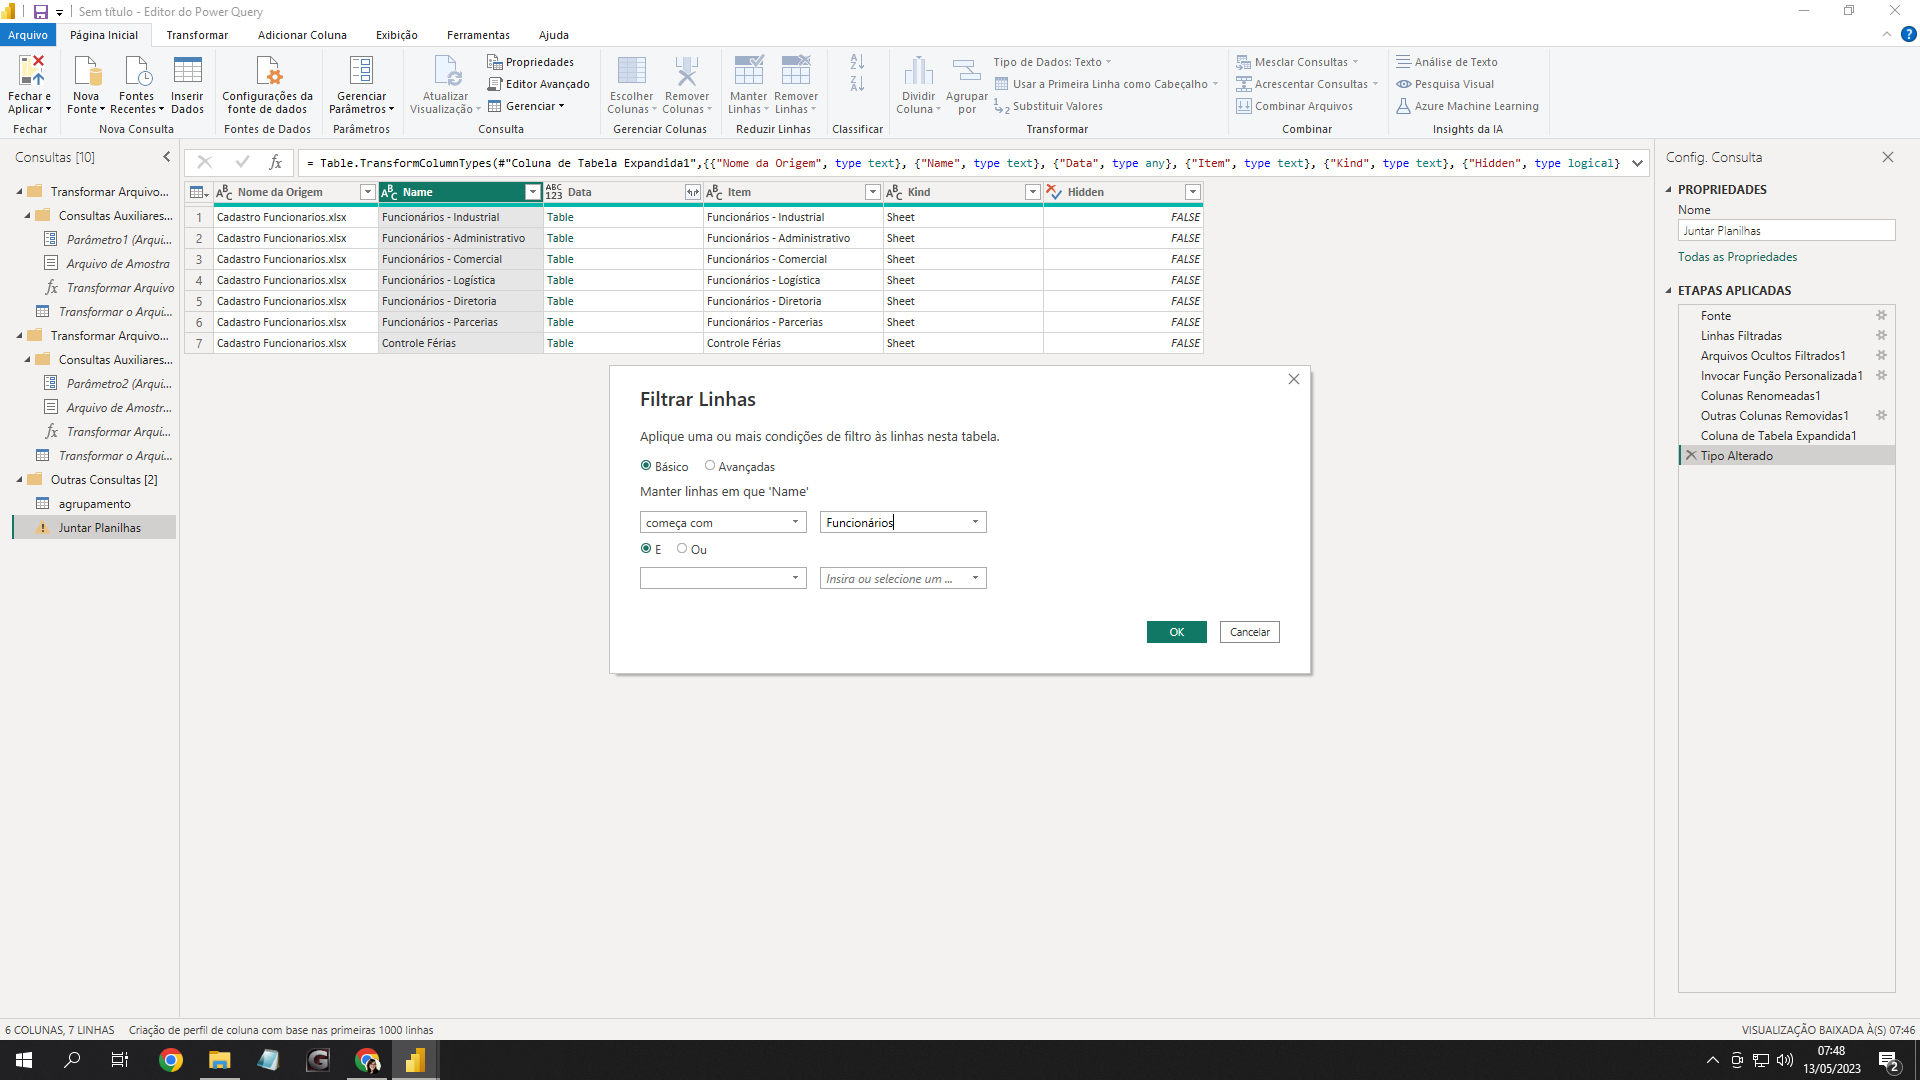 Sem título - Editor do Power Query
Arquivo
Página Inicial
Transformar
Adicionar Coluna
Exibição
Ferramentas
Ajuda
Fechar e Aplicar
Fechar
Nova Fonte
Fontes Recentes
Inserir Dados
Nova Consulta
Configurações da fonte de dados
Fontes de Dados
Gerenciar Parâmetros
Parâmetros
Atualizar Visualização
Propriedades
Editor Avançado
Gerenciar
Consulta
Escolher Colunas
Remover Colunas
Gerenciar Colunas
Manter Linhas
Remover Linhas
Reduzir Linhas
Classificar
Dividir Coluna
Agrupar por
Tipo de Dados: Texto
Usar a Primeira Linha como Cabeçalho
Substituir Valores
Transformar
Mesclar Consultas
Acrescentar Consultas
Combinar Arquivos
Combinar
Análise de Texto
Pesquisa Visual
Azure Machine Learning
Insights da IA
Consultas [10]
Transformar Arquivo...
Consultas Auxiliares...
Parâmetro1 (Arqui...
Arquivo de Amostra
Transformar Arquivo
Transformar o Arqui...
Transformar Arquivo...
Consultas Auxiliares...
Parâmetro2 (Arqui...
Arquivo de Amostr...
Transformar Arqui...
Transformar o Arqui...
Outras Consultas [2]
agrupamento
Juntar Planilhas
fx = Table.TransformColumnTypes(#"Coluna de Tabela Expandida1",{{"Nome da Origem", type text}, {"Name", type text}, {"Data", type any}, {"Item", type text}, {"Kind", type text}, {"Hidden", type logical}
Nome da Origem Name Data Item Kind Hidden
1 Cadastro Funcionarios.xlsx Funcionários - Industrial Table Funcionários - Industrial Sheet FALSE
2 Cadastro Funcionarios.xlsx Funcionários - Administrativo Table Funcionários - Administrativo Sheet FALSE
3 Cadastro Funcionarios.xlsx Funcionários - Comercial Table Funcionários - Comercial Sheet FALSE
4 Cadastro Funcionarios.xlsx Funcionários - Logística Table Funcionários - Logística Sheet FALSE
5 Cadastro Funcionarios.xlsx Funcionários - Diretoria Table Funcionários - Diretoria Sheet FALSE
6 Cadastro Funcionarios.xlsx Funcionários - Parcerias Table Funcionários - Parcerias Sheet FALSE
7 Cadastro Funcionarios.xlsx Controle Férias Table Controle Férias Sheet FALSE
Filtrar Linhas
Aplique uma ou mais condições de filtro às linhas nesta tabela.
Básico Avançadas
Manter linhas em que 'Name'
começa com Funcionários
E Ou
Insira ou selecione um ...
OK Cancelar
Config. Consulta
PROPRIEDADES
Nome
Juntar Planilhas
Todas as Propriedades
ETAPAS APLICADAS
Fonte
Linhas Filtradas
Arquivos Ocultos Filtrados1
Invocar Função Personalizada1
Colunas Renomeadas1
Outras Colunas Removidas1
Coluna de Tabela Expandida1
Tipo Alterado
6 COLUNAS, 7 LINHAS Criação de perfil de coluna com base nas primeiras 1000 linhas
VISUALIZAÇÃO BAIXADA À(S) 07:46
07:48
13/05/2023
2